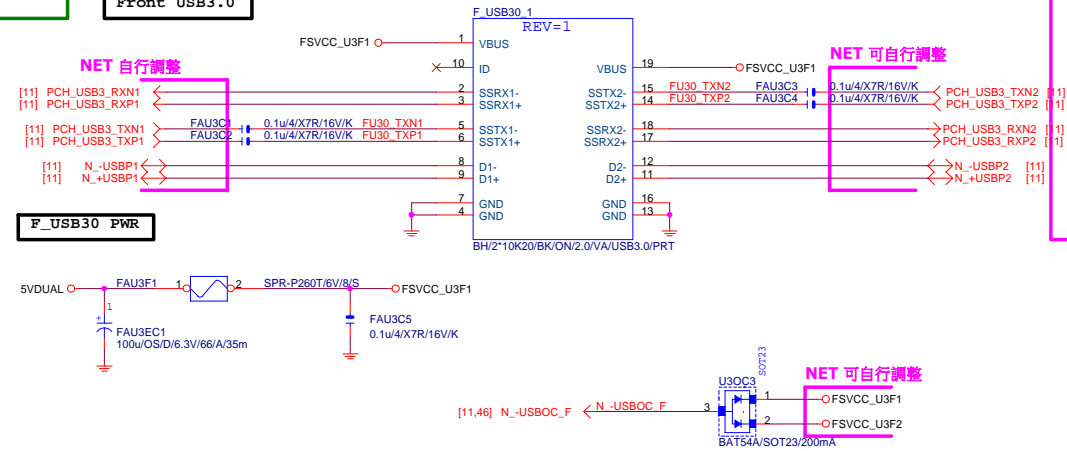 Front USB3.0
F_USB30_1
REV=1
FSVCC_U3F1
1 VBUS
10 ID
VBUS 19
FSVCC_U3F1
NET 自行調整
NET 可自行調整
[11] PCH_USB3_RXN1
2 SSRX1-
[11] PCH_USB3_RXP1
3 SSRX1+
SSTX2- 15 FU30_TXN2 FAU3C3 0.1u/4/X7R/16V/K PCH_USB3_TXN2 [11]
SSTX2+ 14 FU30_TXP2 FAU3C4 0.1u/4/X7R/16V/K PCH_USB3_TXP2 [11]
[11] PCH_USB3_TXN1 FAU3C1 0.1u/4/X7R/16V/K FU30_TXN1 5 SSTX1-
[11] PCH_USB3_TXP1 FAU3C2 0.1u/4/X7R/16V/K FU30_TXP1 6 SSTX1+
SSRX2- 18 PCH_USB3_RXN2 [11]
SSRX2+ 17 PCH_USB3_RXP2 [11]
[11] N_-USBP1 8 D1-
[11] N_+USBP1 9 D1+
D2- 12 N_-USBP2 [11]
D2+ 11 N_+USBP2 [11]
7 GND
4 GND
GND 16
GND 13
BH/2*10K20/BK/ON/2.0/VA/USB3.0/PRT
F_USB30 PWR
5VDUAL FAU3F1 1 2 SPR-P260T/6V/8/S FSVCC_U3F1
1
+
FAU3EC1
100u/OS/D/6.3V/66/A/35m
FAU3C5
0.1u/4/X7R/16V/K
SOT23
NET 可自行調整
U3OC3
[11,46] N_-USBOC_F N_-USBOC_F 3
1 FSVCC_U3F1
2 FSVCC_U3F2
BAT54A/SOT23/200mA